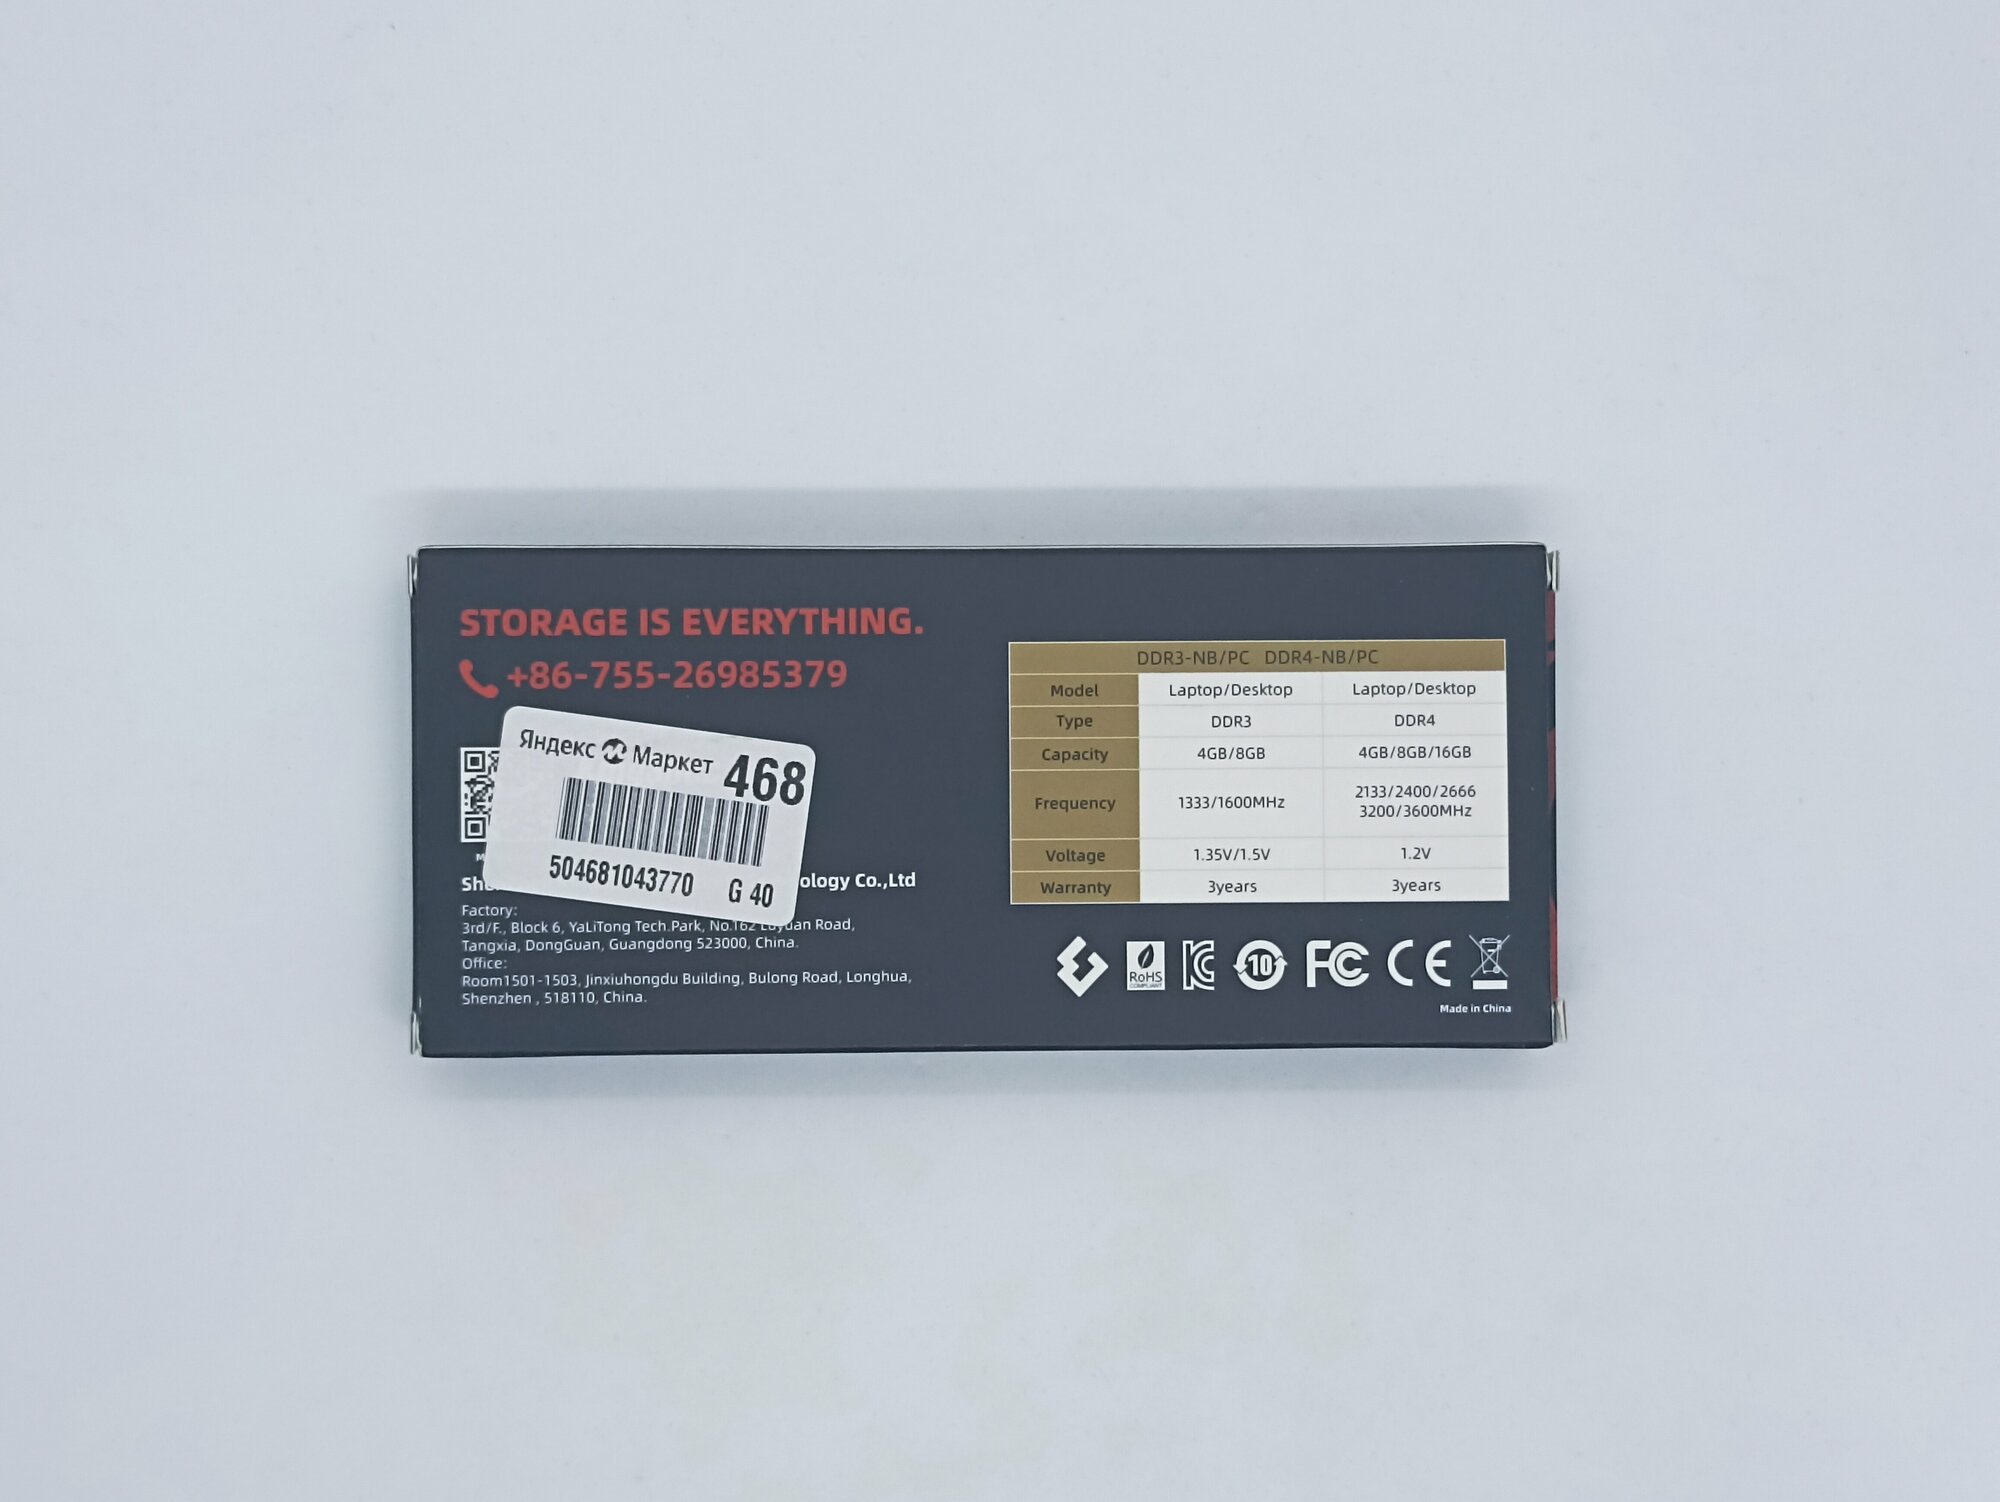 STORAGE IS EVERYTHING.
+86-755-26985379
Яндекс Маркет 468
504681043770 G 40
Co.,Ltd
Factory:
3rd/F., Block 6, YaLiTong Tech.Park, No.162 Luyuan Road,
Tangxia, DongGuan, Guangdong 523000, China.
Office:
Room1501-1503, Jinxiuhongdu Building, Bulong Road, Longhua,
Shenzhen , 518110, China.
DDR3-NB/PC DDR4-NB/PC
Model Laptop/Desktop Laptop/Desktop
Type DDR3 DDR4
Capacity 4GB/8GB 4GB/8GB/16GB
Frequency 1333/1600MHz 2133/2400/2666
3200/3600MHz
Voltage 1.35V/1.5V 1.2V
Warranty 3years 3years
RoHS
COMPLIANT
10
FC CE
Made in China